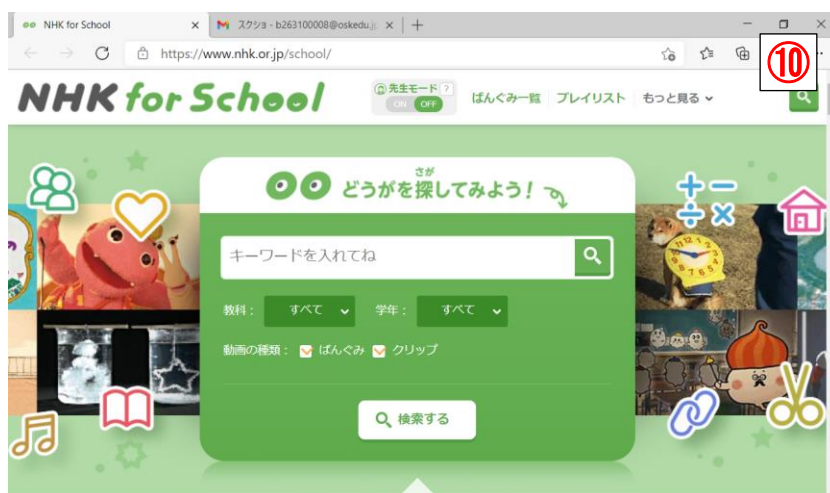 NHK for School
スクショ - b263100008@oskedu.j
https://www.nhk.or.jp/school/
⑩
NHK for School
先生モード ?
ON OFF
ばんぐみ一覧 プレイリスト もっと見る
さが
どうがを探してみよう!
キーワードを入れてね
教科： すべて 学年： すべて
動画の種類： ばんぐみ クリップ
検索する